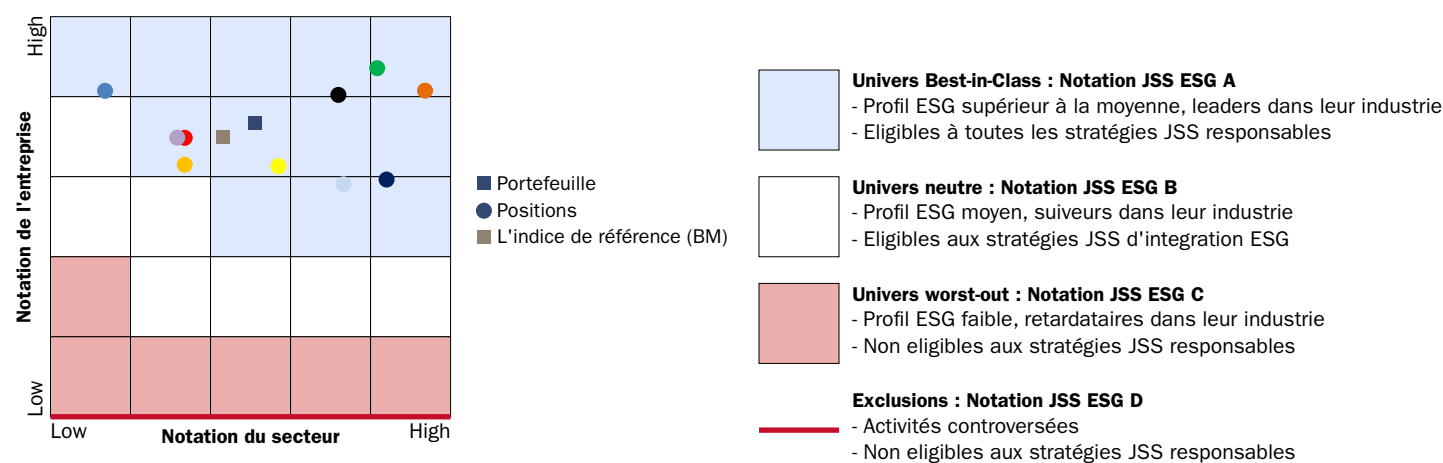 High
Notation de l'entreprise
Low
Low
Notation du secteur
High
Portefeuille
Positions
L'indice de référence (BM)
Univers Best-in-Class : Notation JSS ESG A
- Profil ESG supérieur à la moyenne, leaders dans leur industrie
- Eligibles à toutes les stratégies JSS responsables
Univers neutre : Notation JSS ESG B
- Profil ESG moyen, suiveurs dans leur industrie
- Eligibles aux stratégies JSS d'integration ESG
Univers worst-out : Notation JSS ESG C
- Profil ESG faible, retardataires dans leur industrie
- Non eligibles aux stratégies JSS responsables
Exclusions : Notation JSS ESG D
- Activités controversées
- Non eligibles aux stratégies JSS responsables